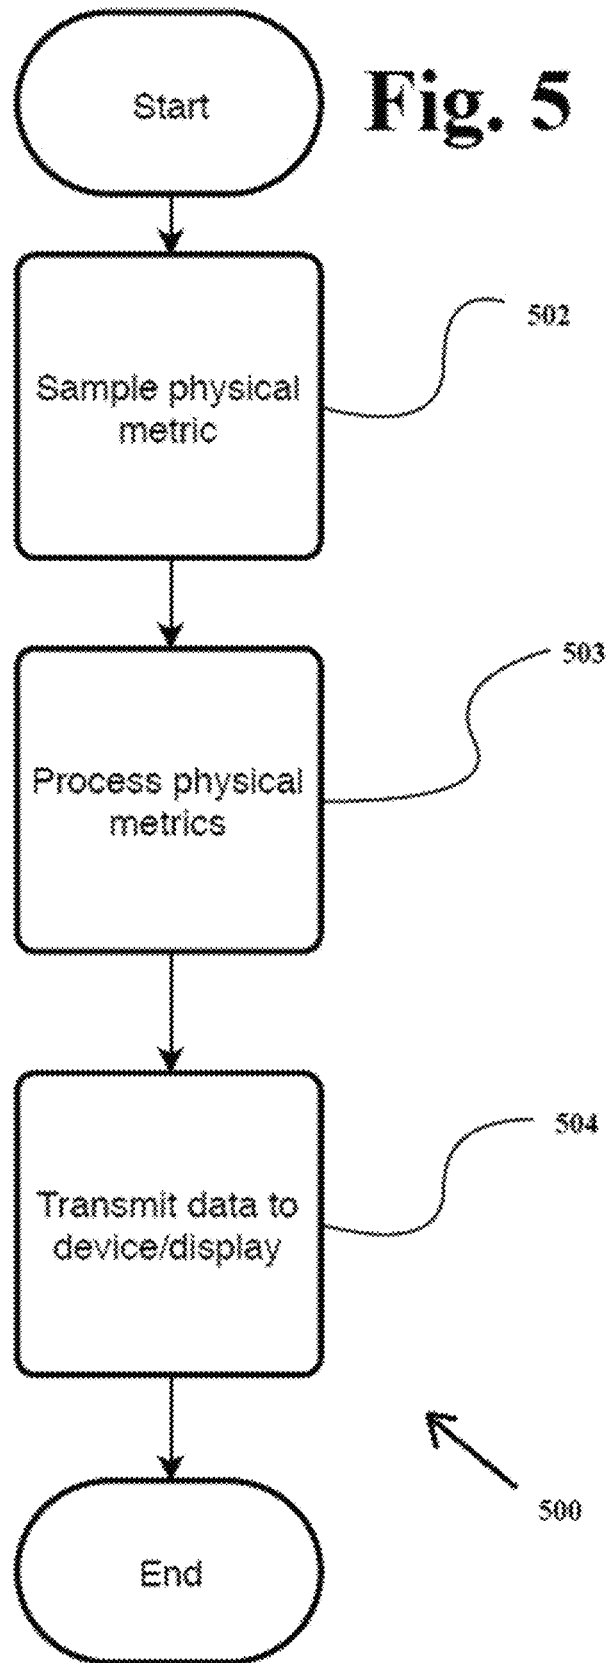 Start
Fig. 5
502
Sample physical
metric
503
Process physical
metrics
504
Transmit data to
device/display
500
End